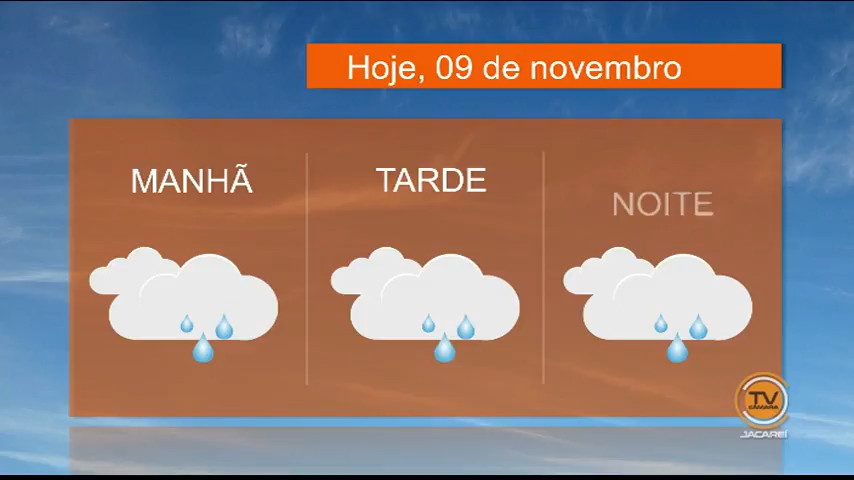 Hoje, 09 de novembro
MANHÃ
TARDE
NOITE
TV
CÂMARA
JACAREÍ